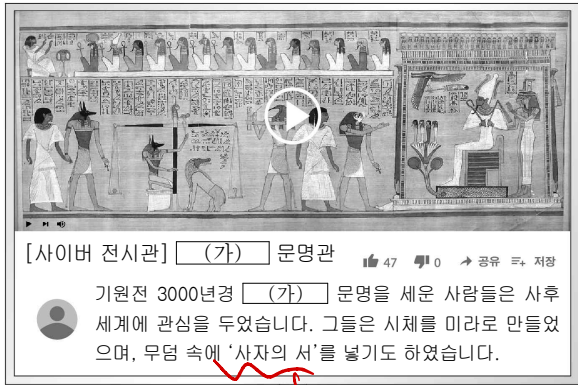 [사이버 전시관] (가) 문명관
47 0 공유 저장
기원전 3000년경 (가) 문명을 세운 사람들은 사후
세계에 관심을 두었습니다. 그들은 시체를 미라로 만들었
으며, 무덤 속에 ‘사자의 서’를 넣기도 하였습니다.